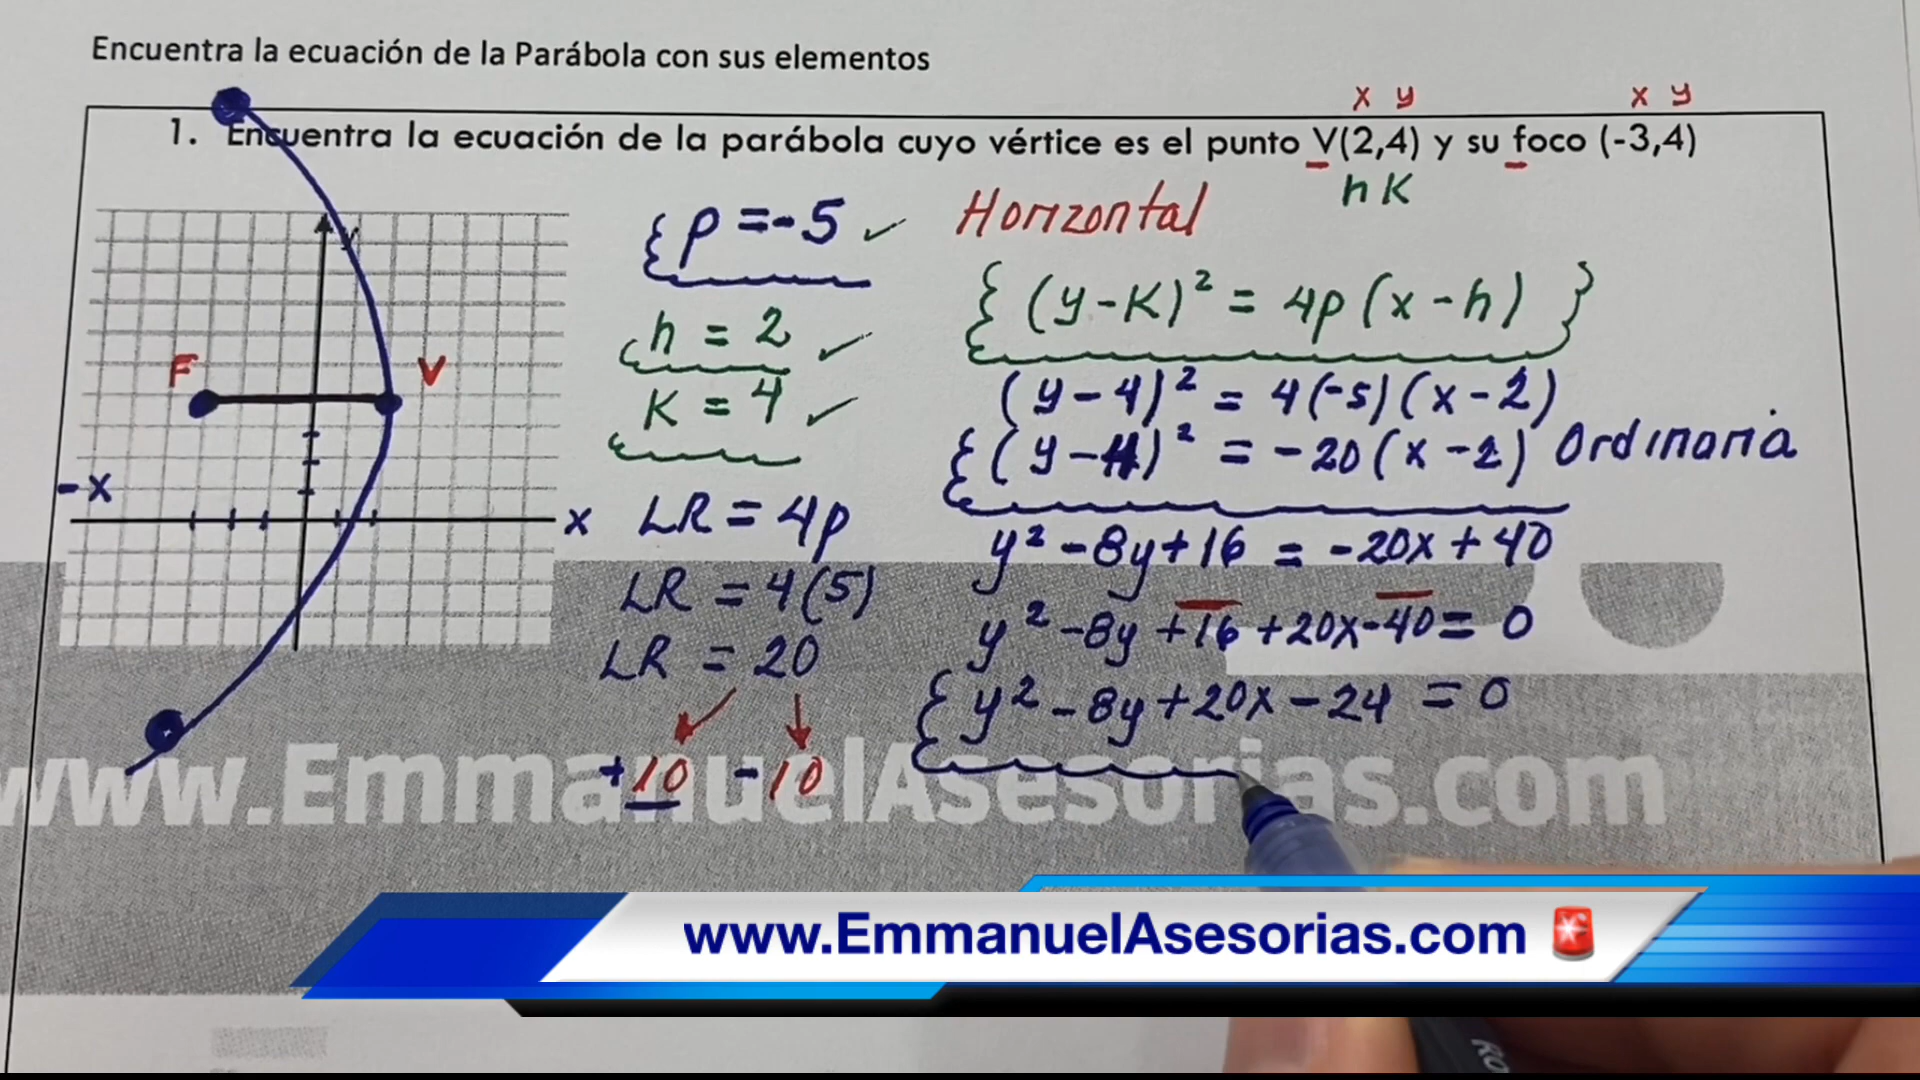 Encuentra la ecuación de la Parábola con sus elementos
x y x y
1. Encuentra la ecuación de la parábola cuyo vértice es el punto V(2,4) y su foco (-3,4)
h K
y
F
V
-x
x
p = -5
h = 2
K = 4
LR = 4p
LR = 4(5)
LR = 20
+10 -10
Horizontal
(y-K)² = 4p(x-h)
(y-4)² = 4(-5)(x-2)
(y-4)² = -20(x-2) Ordinaria
y² -8y+16 = -20x+40
y² -8y +16 +20x-40= 0
y² -8y+20x-24 = 0
www.EmmanuelAsesorias.com
www.EmmanuelAsesorias.com 🚨